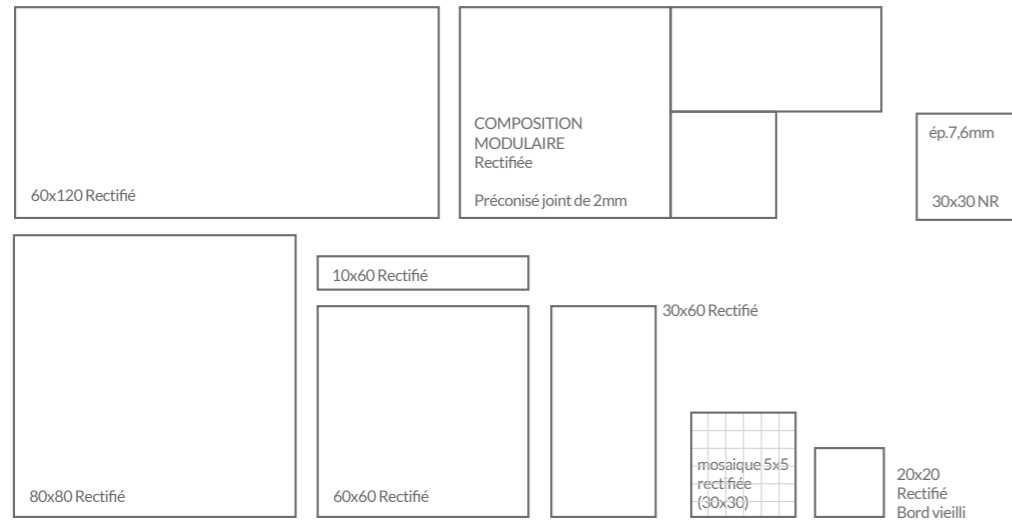 60x120 Rectifié
COMPOSITION
MODULAIRE
Rectifiée
Préconisé joint de 2mm
ép.7,6mm
30x30 NR
80x80 Rectifié
10x60 Rectifié
60x60 Rectifié
30x60 Rectifié
mosaique 5x5
rectifiée
(30x30)
20x20
Rectifié
Bord vieilli